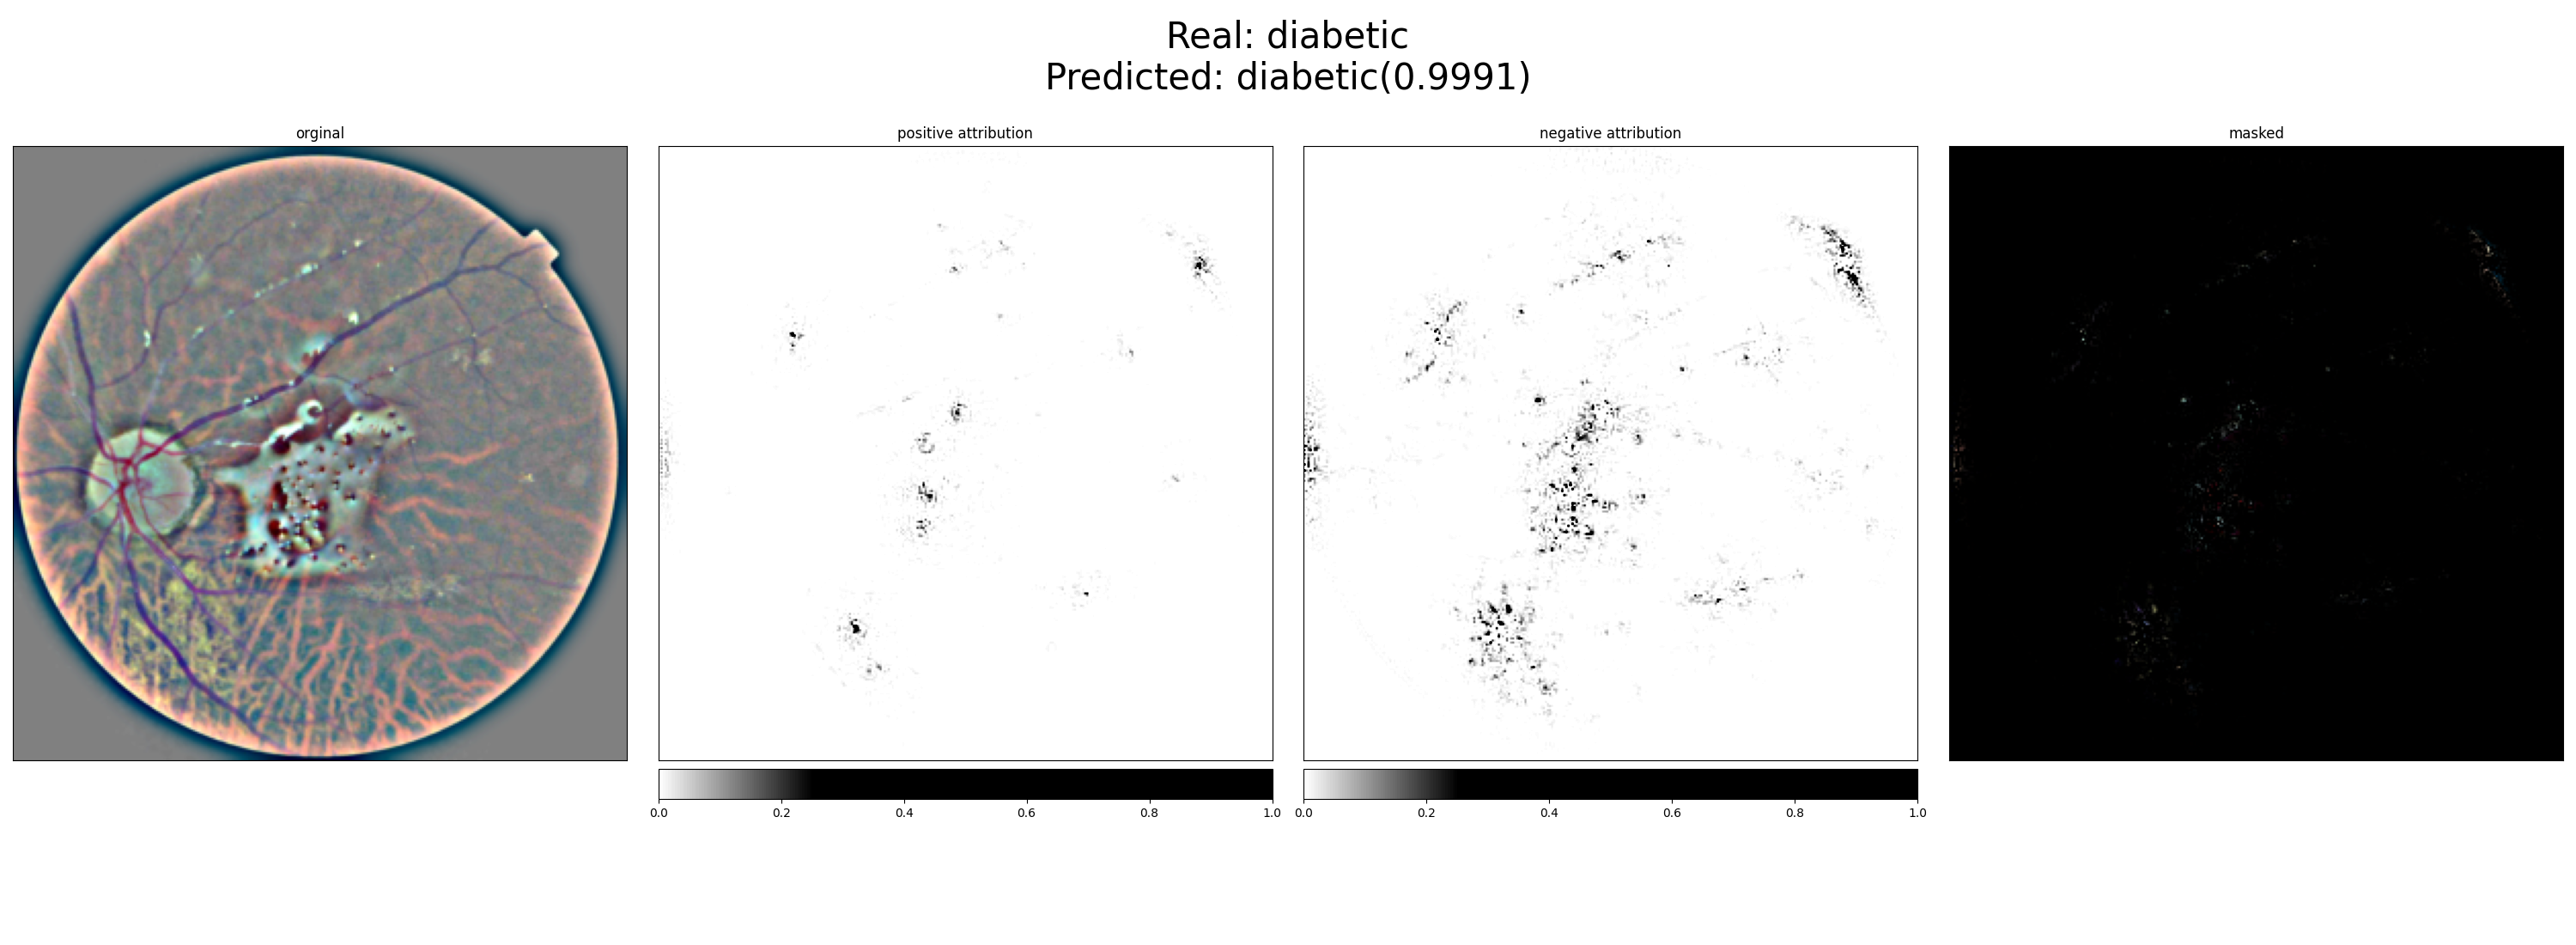 Real: diabetic
Predicted: diabetic(0.9991)
orginal
positive attribution
negative attribution
masked
0.0 0.2 0.4 0.6 0.8 1.0
0.0 0.2 0.4 0.6 0.8 1.0